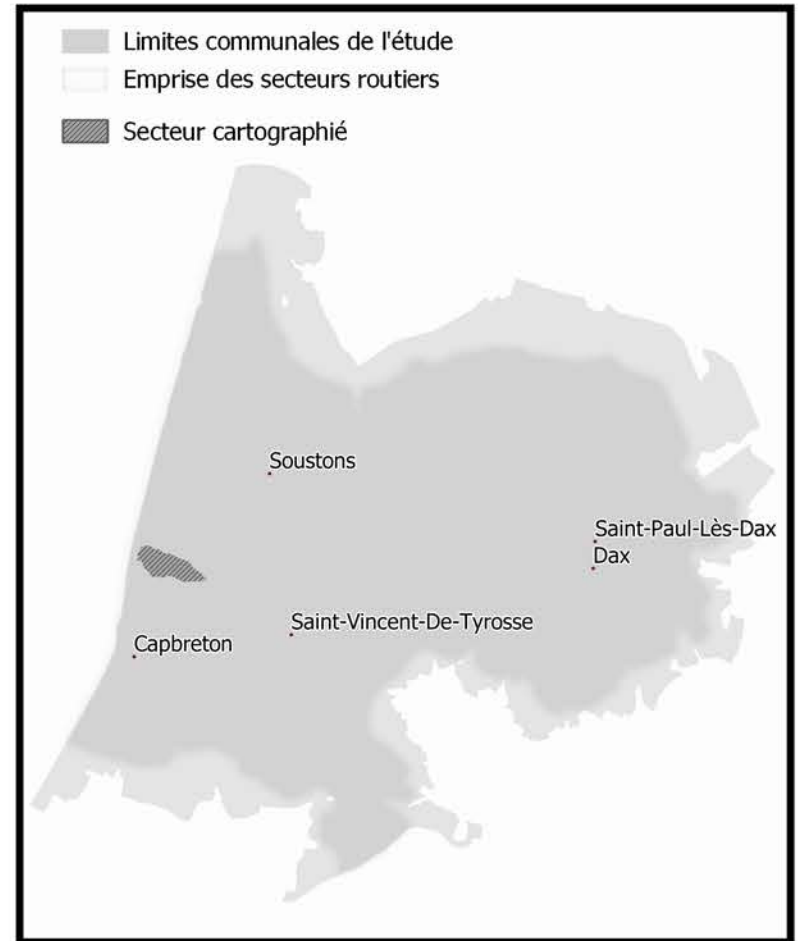 Limites communales de l'étude
Emprise des secteurs routiers
Secteur cartographié
Soustons
Saint-Paul-Lès-Dax
Dax
Saint-Vincent-De-Tyrosse
Capbreton